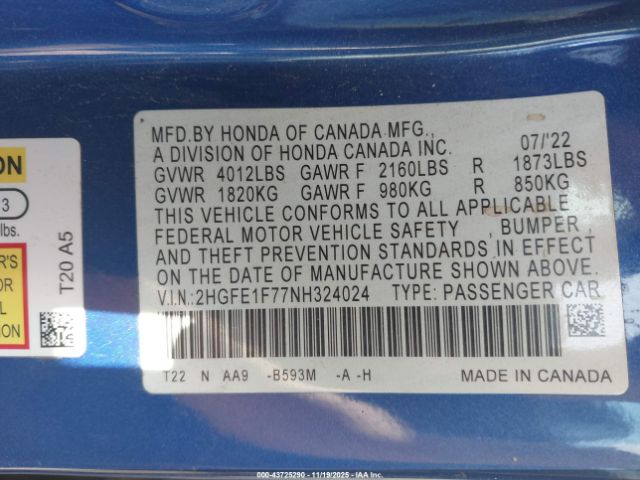 MFD.BY HONDA OF CANADA MFG., 07/'22
A DIVISION OF HONDA CANADA INC.
GVWR 4012LBS GAWR F 2160LBS R 1873LBS
GVWR 1820KG GAWR F 980KG R 850KG
THIS VEHICLE CONFORMS TO ALL APPLICABLE
FEDERAL MOTOR VEHICLE SAFETY , BUMPER ,
AND THEFT PREVENTION STANDARDS IN EFFECT
ON THE DATE OF MANUFACTURE SHOWN ABOVE.
V.I.N.:2HGFE1F77NH324024 TYPE: PASSENGER CAR
T22 N AA9 -B593M -A -H MADE IN CANADA
ON
3
lbs.
'S
OR
L
TION
T20 A5
000-43725290 - 11/19/2025 - IAA Inc.